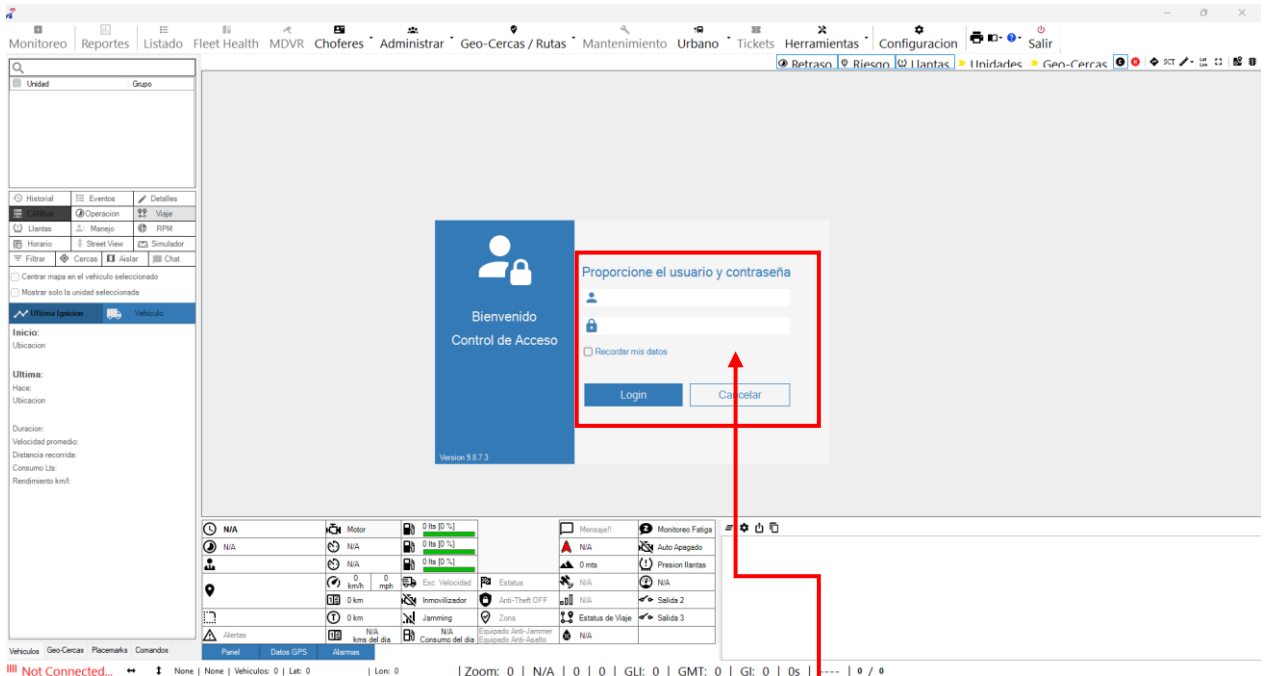 Monitoreo Reportes Listado Fleet Health MDVR Choferes Administrar Geo-Cercas / Rutas Mantenimiento Urbano Tickets Herramientas Configuracion Salir
Retraso Riesgo Llantas Unidades Geo-Cercas SCT Lat Lon
Unidad Grupo
Historial Eventos Detalles
Operacion Viaje
Llantas Manejo RPM
Horario Street View Simulador
Filtrar Cercas Aislar Chat
Centrar mapa en el vehiculo seleccionado
Mostrar solo la unidad seleccionada
Ultima Ignicion Vehiculo
Inicio:
Ubicacion
Ultima:
Hace:
Ubicacion
Duracion:
Velocidad promedio:
Distancia recorrida:
Consumo Lts:
Rendimiento km/l:
Bienvenido
Control de Acceso
Version 9.8.7.3
Proporcione el usuario y contraseña
Recordar mis datos
Login Cancelar
N/A Motor 0 lts [0 %] Mensaje!! Monitoreo Fatiga
N/A N/A 0 lts [0 %] N/A Auto Apagado
N/A 0 lts [0 %] 0 mts Presion llantas
0 km/h 0 mph Exc. Velocidad Estatus N/A N/A
0 km Inmovilizador Anti-Theft OFF N/A Salida 2
0 km Jamming Zona Estatus de Viaje Salida 3
Alertas N/A kms del dia N/A Consumo del dia Equipado Anti-Jammer Equipado Anti-Asalto N/A
Vehiculos Geo-Cercas Placemarks Comandos
Panel Datos GPS Alarmas
Not Connected... None | None | Vehiculos: 0 | Lat: 0 | Lon: 0 | Zoom: 0 | N/A | 0 | 0 | GLI: 0 | GMT: 0 | GI: 0 | 0s | ---- | 0 / 0